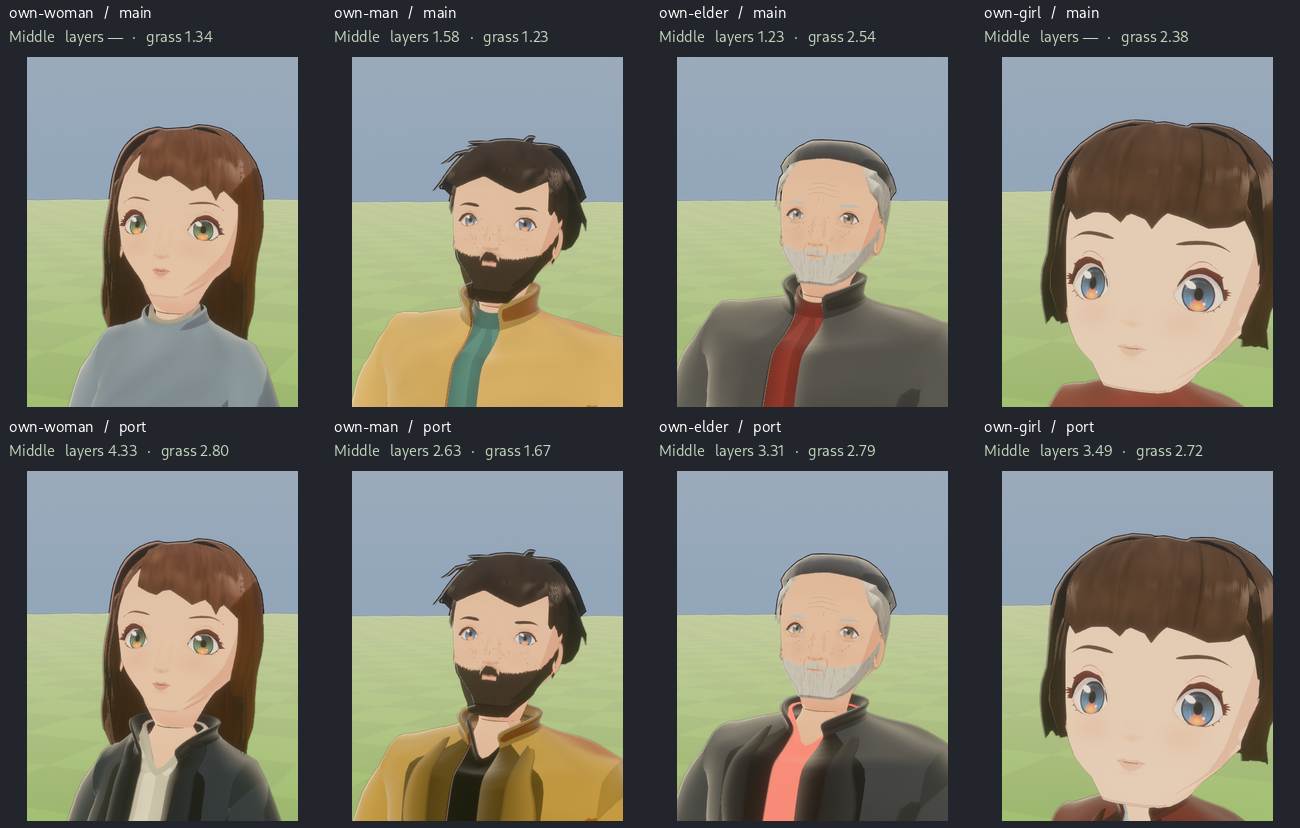 own-woman / main
Middle layers — · grass 1.34
own-man / main
Middle layers 1.58 · grass 1.23
own-elder / main
Middle layers 1.23 · grass 2.54
own-girl / main
Middle layers — · grass 2.38
own-woman / port
Middle layers 4.33 · grass 2.80
own-man / port
Middle layers 2.63 · grass 1.67
own-elder / port
Middle layers 3.31 · grass 2.79
own-girl / port
Middle layers 3.49 · grass 2.72